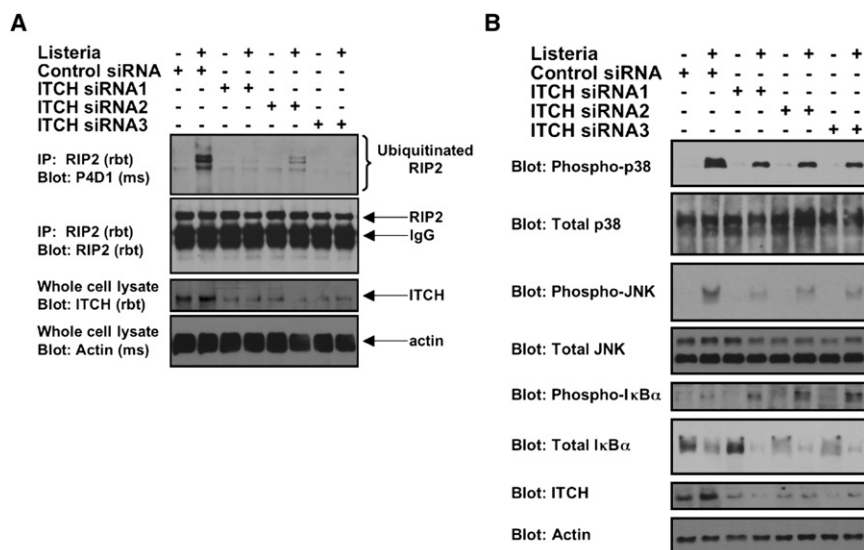 A
Listeria - + - + - + - +
Control siRNA + + - - - - - -
ITCH siRNA1 - - + + - - - -
ITCH siRNA2 - - - - + + - -
ITCH siRNA3 - - - - - - + +
IP: RIP2 (rbt)
Blot: P4D1 (ms)
Ubiquitinated
RIP2
IP: RIP2 (rbt)
Blot: RIP2 (rbt)
RIP2
IgG
Whole cell lysate
Blot: ITCH (rbt)
ITCH
Whole cell lysate
Blot: Actin (ms)
actin
B
Listeria - + - + - + - +
Control siRNA + + - - - - - -
ITCH siRNA1 - - + + - - - -
ITCH siRNA2 - - - - + + - -
ITCH siRNA3 - - - - - - + +
Blot: Phospho-p38
Blot: Total p38
Blot: Phospho-JNK
Blot: Total JNK
Blot: Phospho-IκBα
Blot: Total IκBα
Blot: ITCH
Blot: Actin